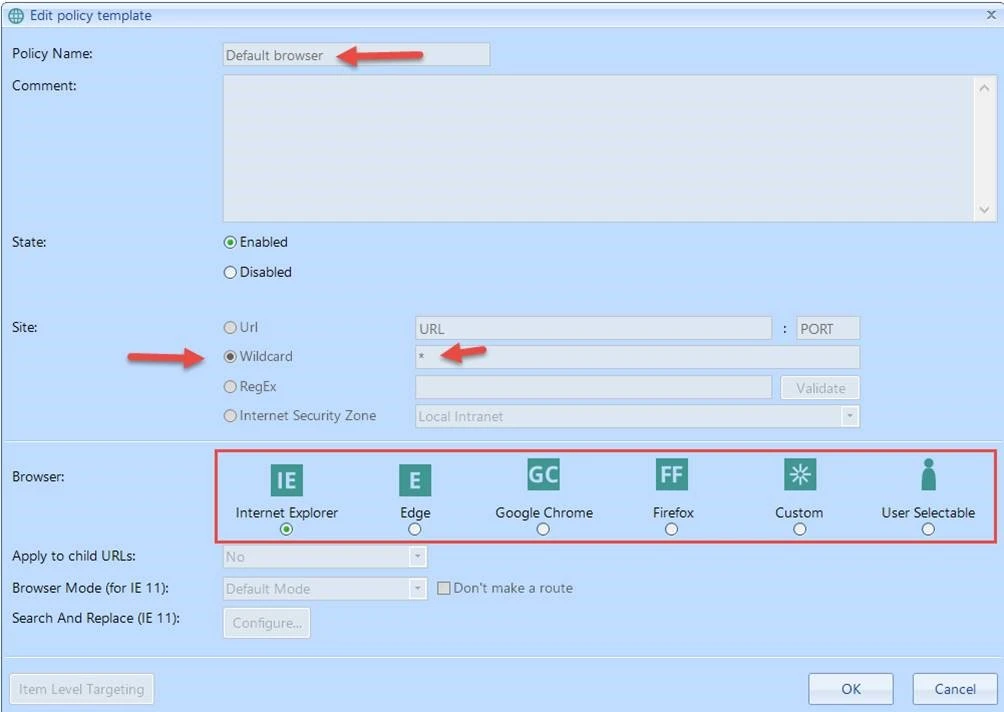 Edit policy template
Policy Name: Default browser
Comment:
State: Enabled
Disabled
Site: Url URL : PORT
Wildcard *
RegEx Validate
Internet Security Zone Local Intranet
Browser: IE E GC FF
Internet Explorer Edge Google Chrome Firefox Custom User Selectable
Apply to child URLs: No
Browser Mode (for IE 11): Default Mode Don't make a route
Search And Replace (IE 11): Configure...
Item Level Targeting OK Cancel